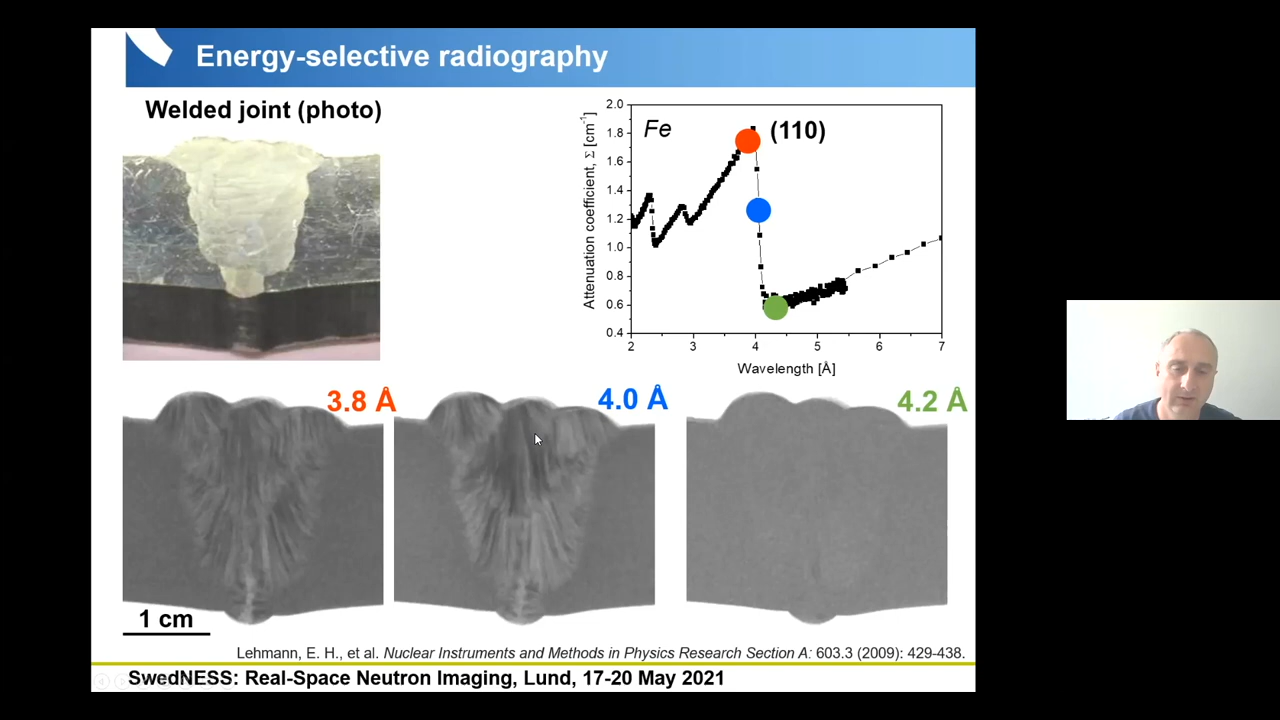 Energy-selective radiography
Welded joint (photo)
Fe
(110)
Attenuation coefficient, Σ [cm⁻¹]
2.0
1.8
1.6
1.4
1.2
1.0
0.8
0.6
0.4
2 3 4 5 6 7
Wavelength [Å]
3.8 Å
4.0 Å
4.2 Å
1 cm
Lehmann, E. H., et al. Nuclear Instruments and Methods in Physics Research Section A: 603.3 (2009): 429-438.
SwedNESS: Real-Space Neutron Imaging, Lund, 17-20 May 2021